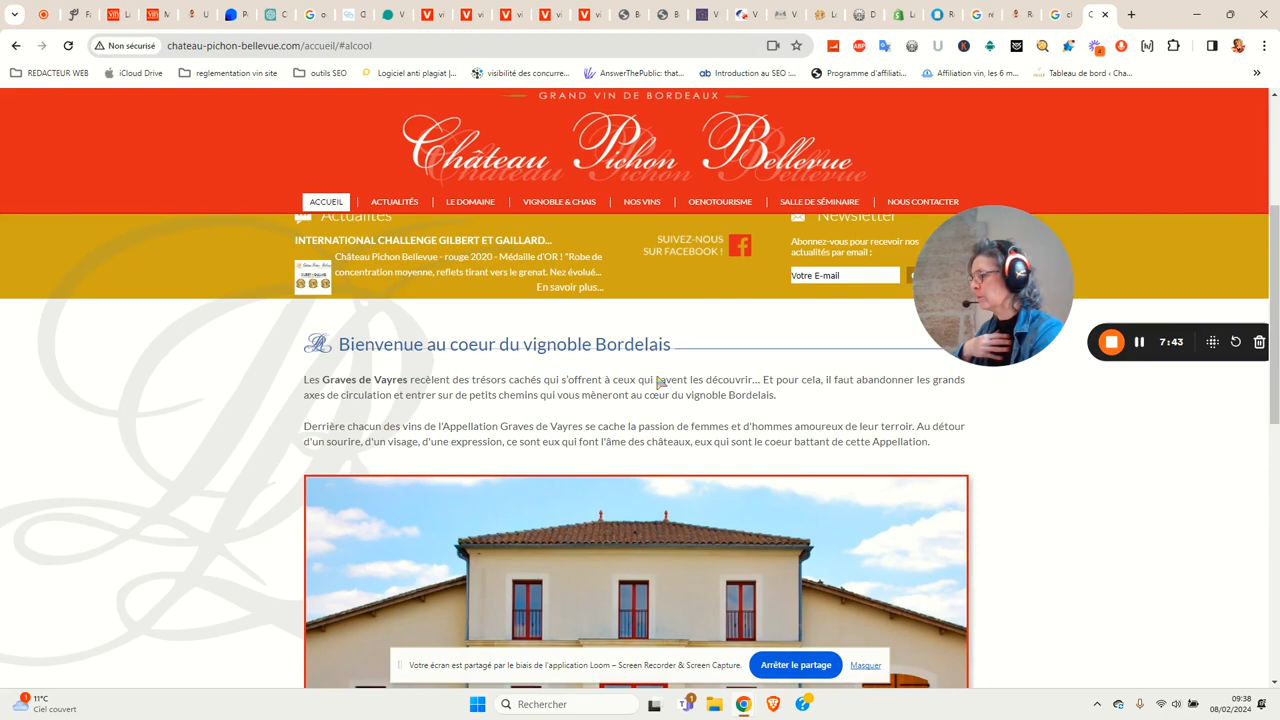 Non sécurisé
chateau-pichon-bellevue.com/accueil/#alcool
REDACTEUR WEB
iCloud Drive
reglementation vin site
outils SEO
Logiciel anti plagiat |...
visibilité des concurre...
AnswerThePublic: that...
Introduction au SEO :...
Programme d'affiliati...
Affiliation vin, les 6 m...
Tableau de bord ‹ Cha...
GRAND VIN DE BORDEAUX
Château Pichon Bellevue
ACCUEIL
ACTUALITÉS
LE DOMAINE
VIGNOBLE & CHAIS
NOS VINS
OENOTOURISME
SALLE DE SÉMINAIRE
NOUS CONTACTER
Actualités
INTERNATIONAL CHALLENGE GILBERT ET GAILLARD...
Château Pichon Bellevue - rouge 2020 - Médaille d'OR ! "Robe de
concentration moyenne, reflets tirant vers le grenat. Nez évolué...
En savoir plus...
SUIVEZ-NOUS
SUR FACEBOOK !
Newsletter
Abonnez-vous pour recevoir nos
actualités par email :
Votre E-mail
7:43
Bienvenue au coeur du vignoble Bordelais
Les Graves de Vayres recèlent des trésors cachés qui s'offrent à ceux qui savent les découvrir... Et pour cela, il faut abandonner les grands
axes de circulation et entrer sur de petits chemins qui vous mèneront au cœur du vignoble Bordelais.
Derrière chacun des vins de l'Appellation Graves de Vayres se cache la passion de femmes et d'hommes amoureux de leur terroir. Au détour
d'un sourire, d'un visage, d'une expression, ce sont eux qui font l'âme des châteaux, eux qui sont le coeur battant de cette Appellation.
Votre écran est partagé par le biais de l'application Loom – Screen Recorder & Screen Capture.
Arrêter le partage
Masquer
11°C
Ciel couvert
Rechercher
09:38
08/02/2024